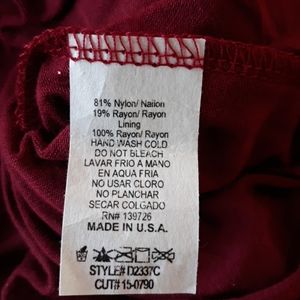 81% Nylon/ Nailon
19% Rayon/ Rayon
Lining
100% Rayon/ Rayon
HAND WASH COLD
DO NOT BLEACH
LAVAR FRIO A MANO
EN AQUA FRIA
NO USAR CLORO
NO PLANCHAR
SECAR COLGADO
RN# 139726
MADE IN U.S.A.
STYLE# D2337C
CUT# 15-0790